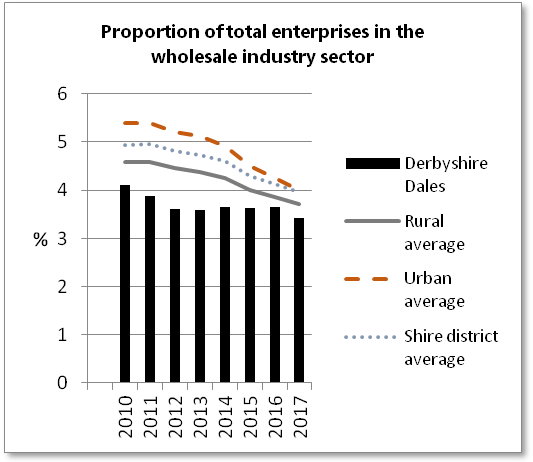 Proportion of total enterprises in the
wholesale industry sector
6
5
4
3
2
1
0
%
2010
2011
2012
2013
2014
2015
2016
2017
Derbyshire
Dales
Rural
average
Urban
average
Shire district
average